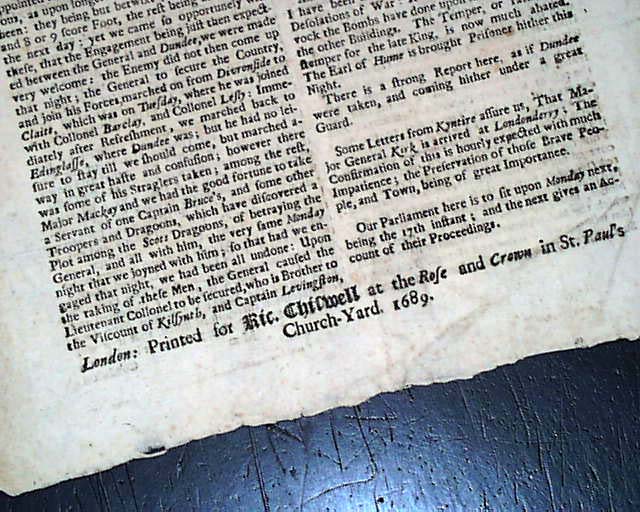 upon, as upon longer
ben: they being but betw
and 8 or 9 score Foot, the rest being
the next day: yet we came so opportunely
thest, that the Engagement being just then expect-
ed between the General and Dundee, we were made
very welcome: the Enemy did not then come up
that night; the General to secure the Country,
and join his Forces, marched on from Diveronside to
Claire, which was on Tuesday, where he was joined
with Colonel Barclay, and Colonel Lesly: Imme-
diately after Refreshment, we marched back to
Edinglasse, where Dundee was; but he had no lei-
sure to stay till we should come, but marched a-
way in great haste and confusion; however there
was some of his Straglers taken; among the rest,
Major Mackay and we had the good fortune to take
a Servant of one Captain Bruce's, and some other
Troopers and Dragoons, which have discovered a
Plot among the Scots Dragoons, of betraying the
General, and all with him, the very same Monday
night that we joyned with him; so that had we en-
gaged that night, we had been all undone: Upon
the taking of these Men, the General caused the
Lieutenant Collonel to be secured, who is Brother to
the Viscount of Kilsynth, and Captain Levingston,
I have been
Desolations of War
vock the Bombs have done upon
the other Buildings. The Temper, or
stemper for the late King, is now much abated.
The Earl of Hume is brought Prisoner hither this
Night.
There is a strong Report here, as if Dundee
were taken, and coming hither under a great
Guard.
Some Letters from Kyntire assure us, That Ma-
jor General Kirk is arrived at Londonderry; The
Confirmation of this is hourly expected with much
Impatience; the Preservation of those Brave Peo-
ple, and Town, being of great Importance.
Our Parliament here is to sit upon Monday next,
being the 17th instant; and the next gives an Ac-
count of their Proceedings.
London: Printed for Ric. Chiswell at the Rose and Crown in St. Paul's
Church-Yard. 1689.